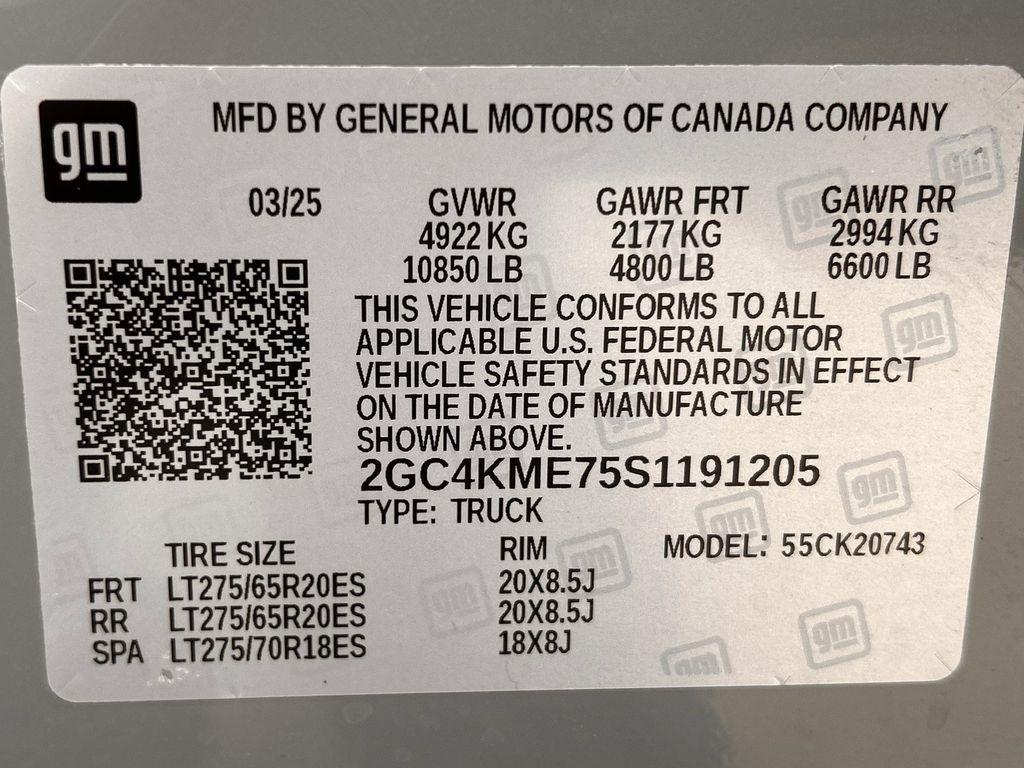 gm
MFD BY GENERAL MOTORS OF CANADA COMPANY
03/25 GVWR GAWR FRT GAWR RR
4922 KG 2177 KG 2994 KG
10850 LB 4800 LB 6600 LB
THIS VEHICLE CONFORMS TO ALL
APPLICABLE U.S. FEDERAL MOTOR
VEHICLE SAFETY STANDARDS IN EFFECT
ON THE DATE OF MANUFACTURE
SHOWN ABOVE.
2GC4KME75S1191205
TYPE: TRUCK
TIRE SIZE RIM MODEL: 55CK20743
FRT LT275/65R20ES 20X8.5J
RR LT275/65R20ES 20X8.5J
SPA LT275/70R18ES 18X8J